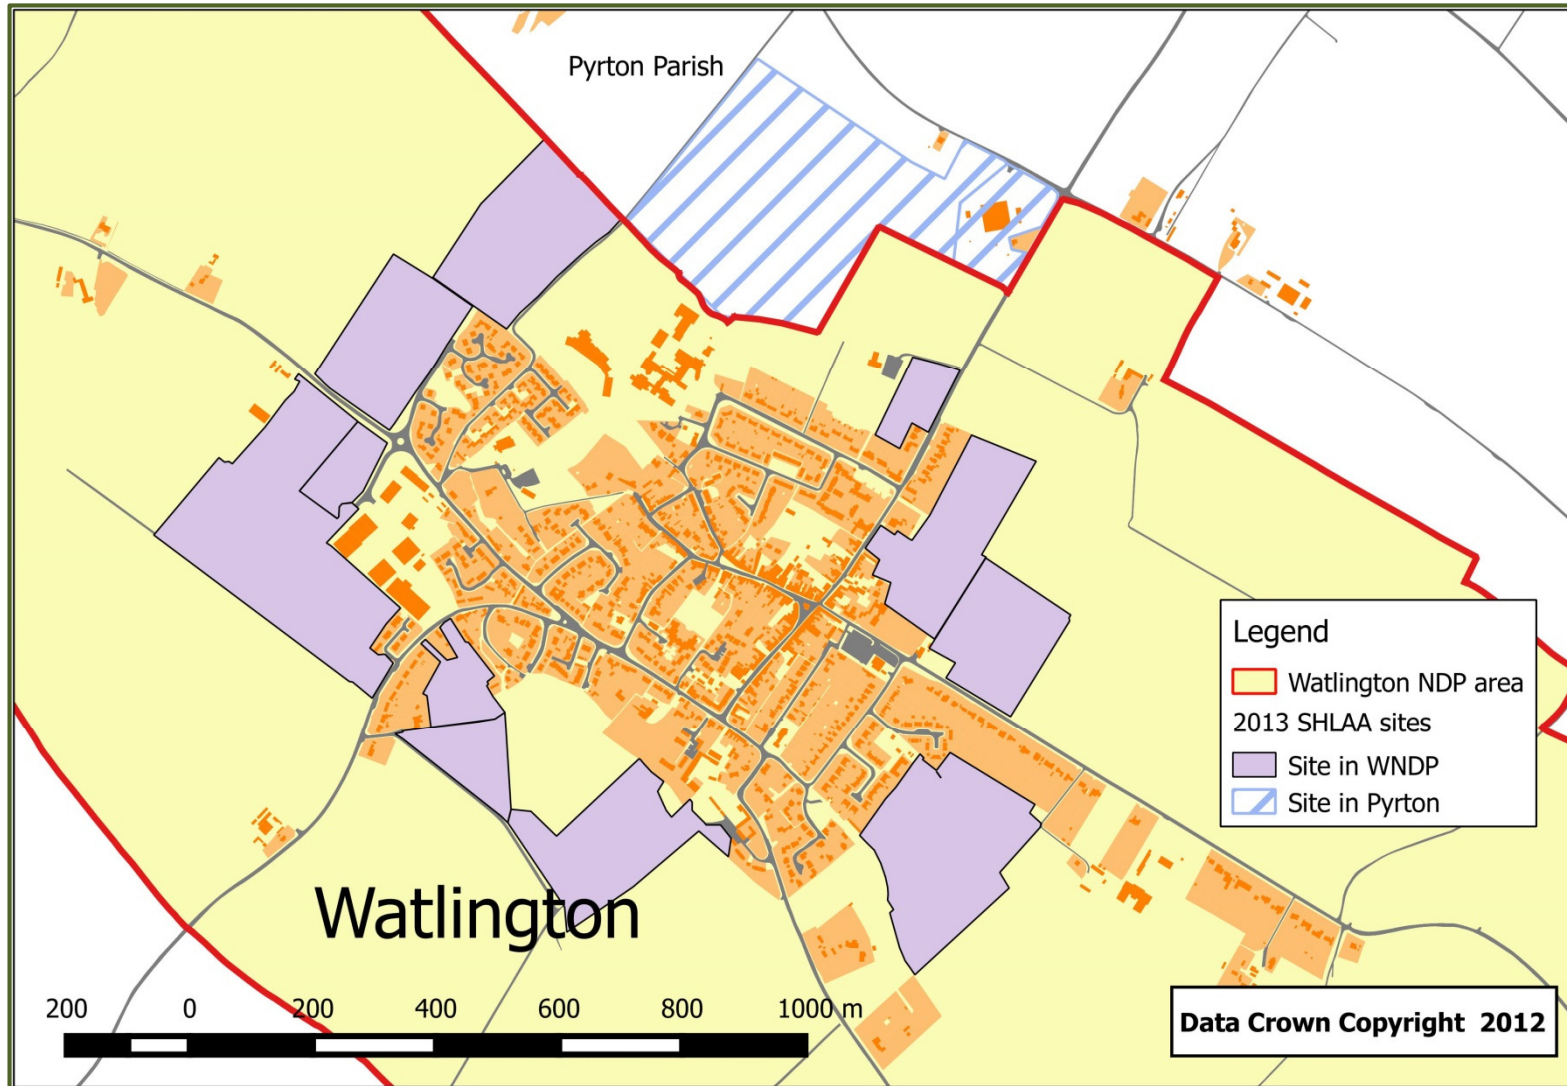 Pyrton Parish
Legend
Watlington NDP area
2013 SHLAA sites
Site in WNDP
Site in Pyrton
Watlington
200 0 200 400 600 800 1000 m
Data Crown Copyright 2012